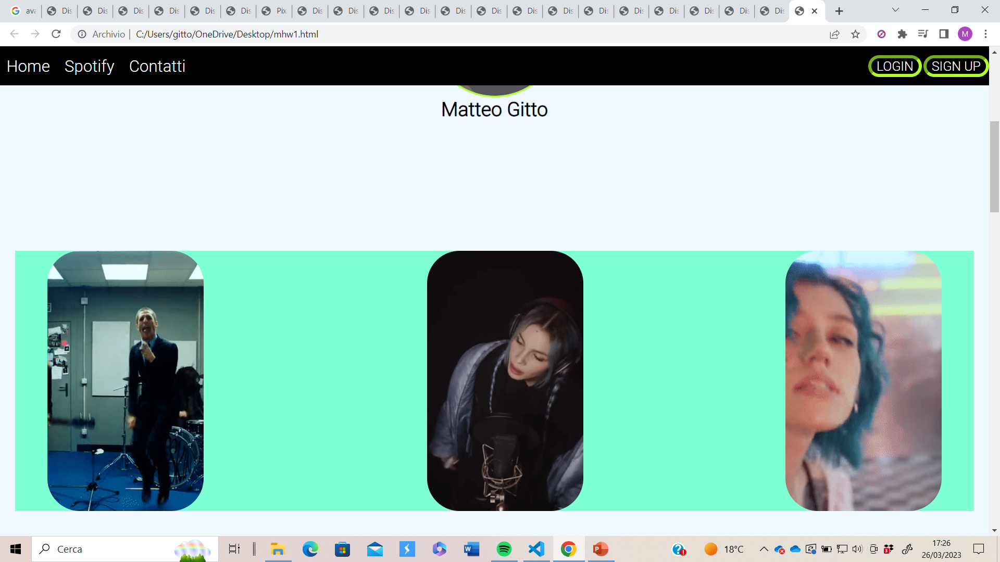 ava Dis Dis Dis Dis Dis Dis Pix Dis Dis Dis Dis Dis Dis Dis Dis Dis Dis Dis Dis Dis
Archivio C:/Users/gitto/OneDrive/Desktop/mhw1.html M
Home Spotify Contatti LOGIN SIGN UP
Matteo Gitto
Cerca 18°C 17:26
26/03/2023